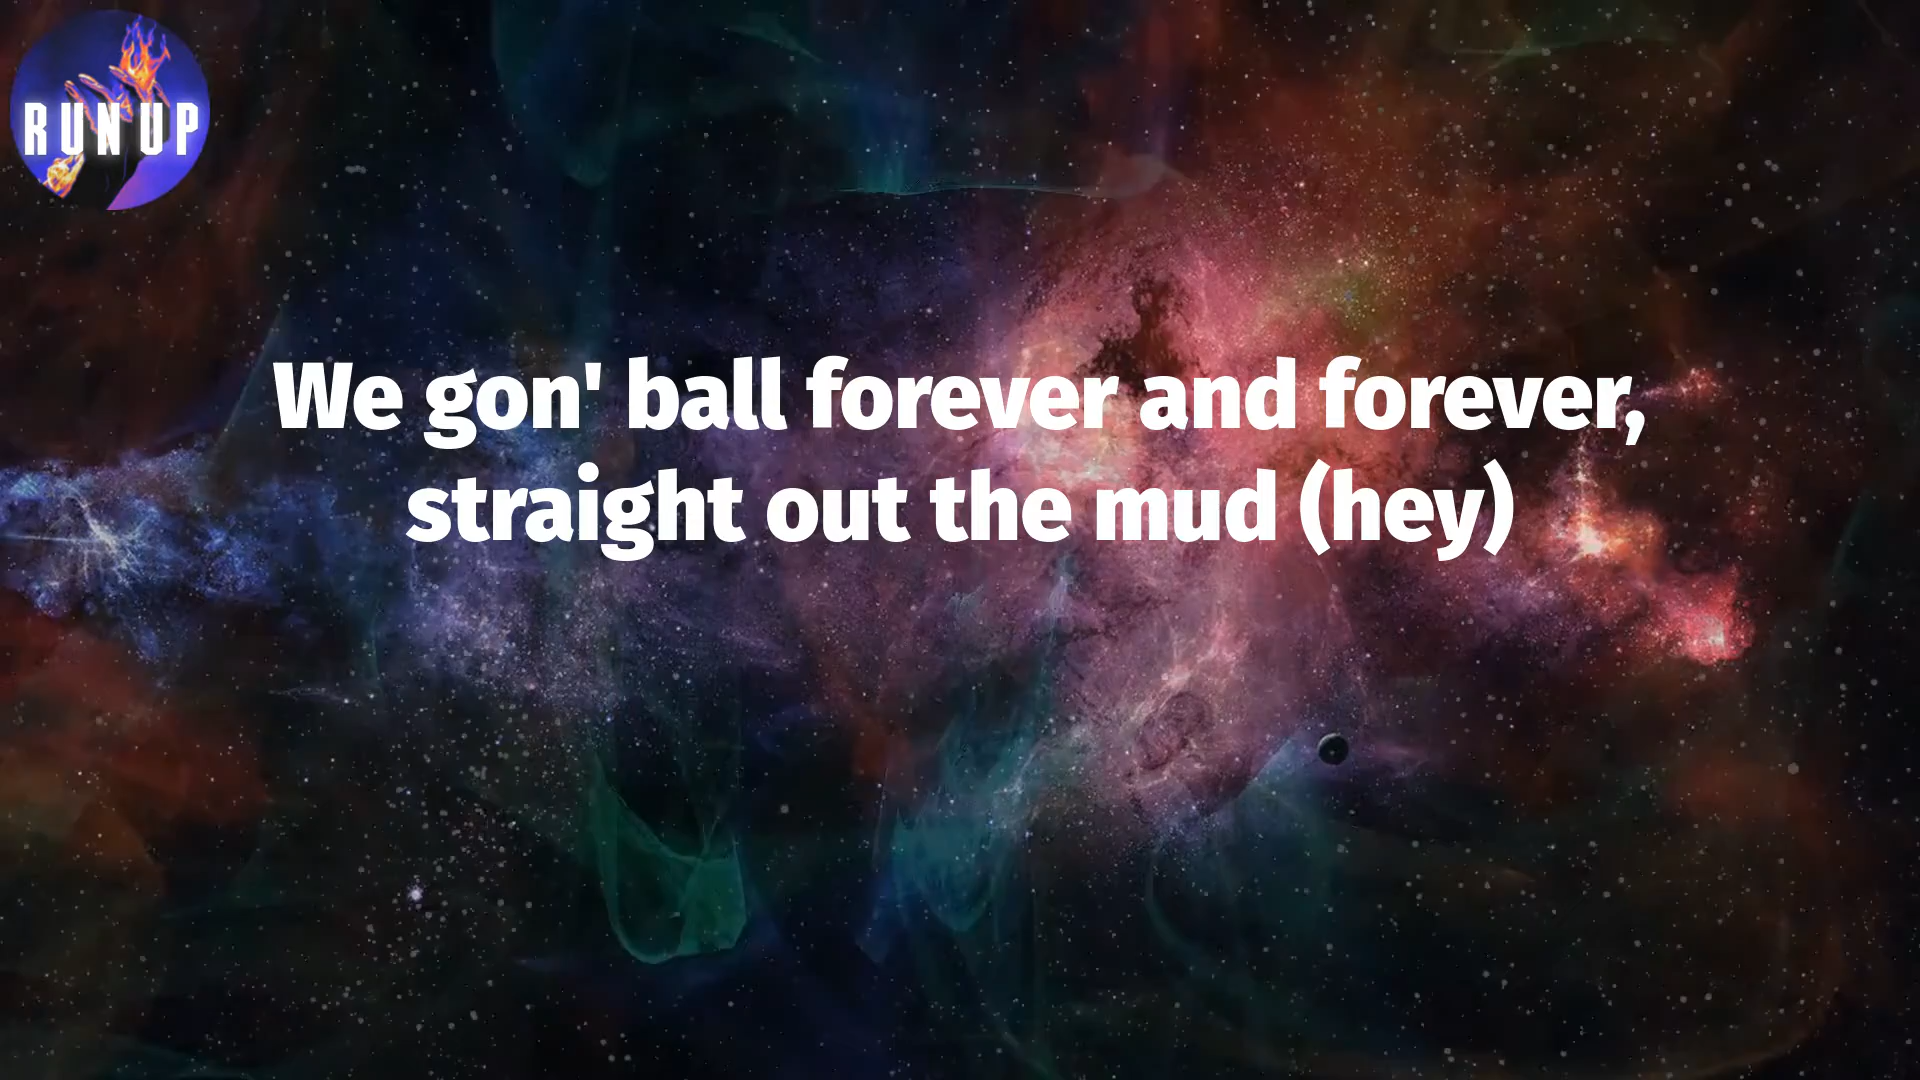 RUN UP
We gon' ball forever and forever,
straight out the mud (hey)